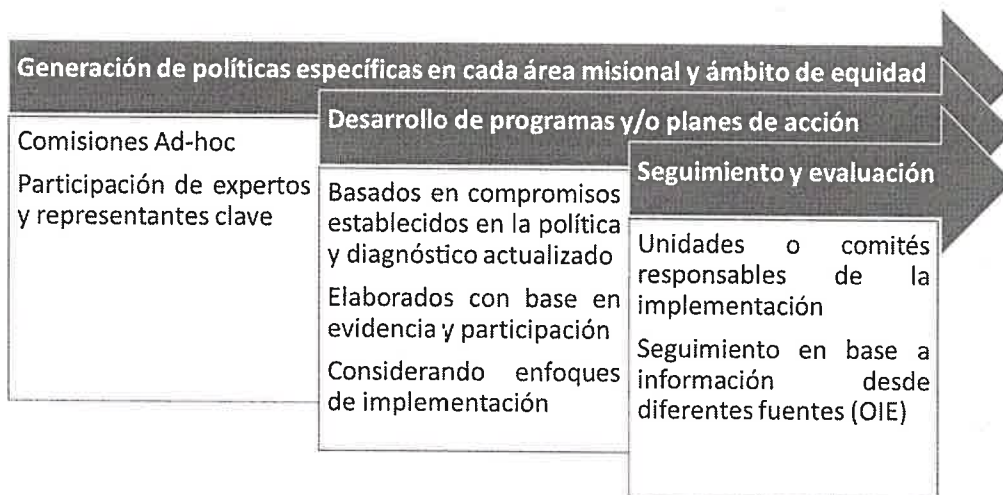 Generación de políticas específicas en cada área misional y ámbito de equidad
Comisiones Ad-hoc
Participación de expertos
y representantes clave
Desarrollo de programas y/o planes de acción
Basados en compromisos
establecidos en la política
y diagnóstico actualizado
Elaborados con base en
evidencia y participación
Considerando enfoques
de implementación
Seguimiento y evaluación
Unidades o comités
responsables de la
implementación
Seguimiento en base a
información desde
diferentes fuentes (OIE)